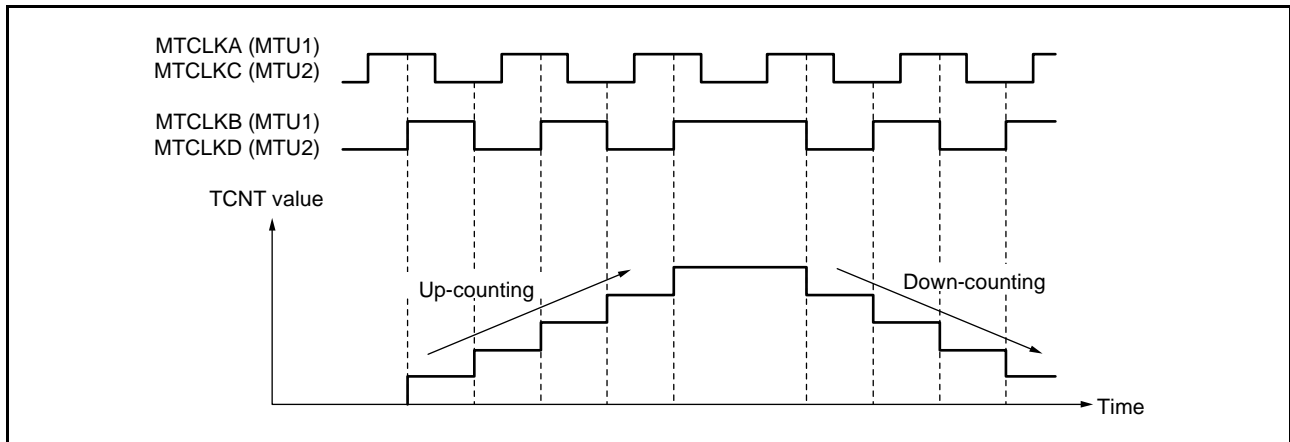 MTCLKA (MTU1)
MTCLKC (MTU2)
MTCLKB (MTU1)
MTCLKD (MTU2)
TCNT value
Up-counting
Down-counting
Time